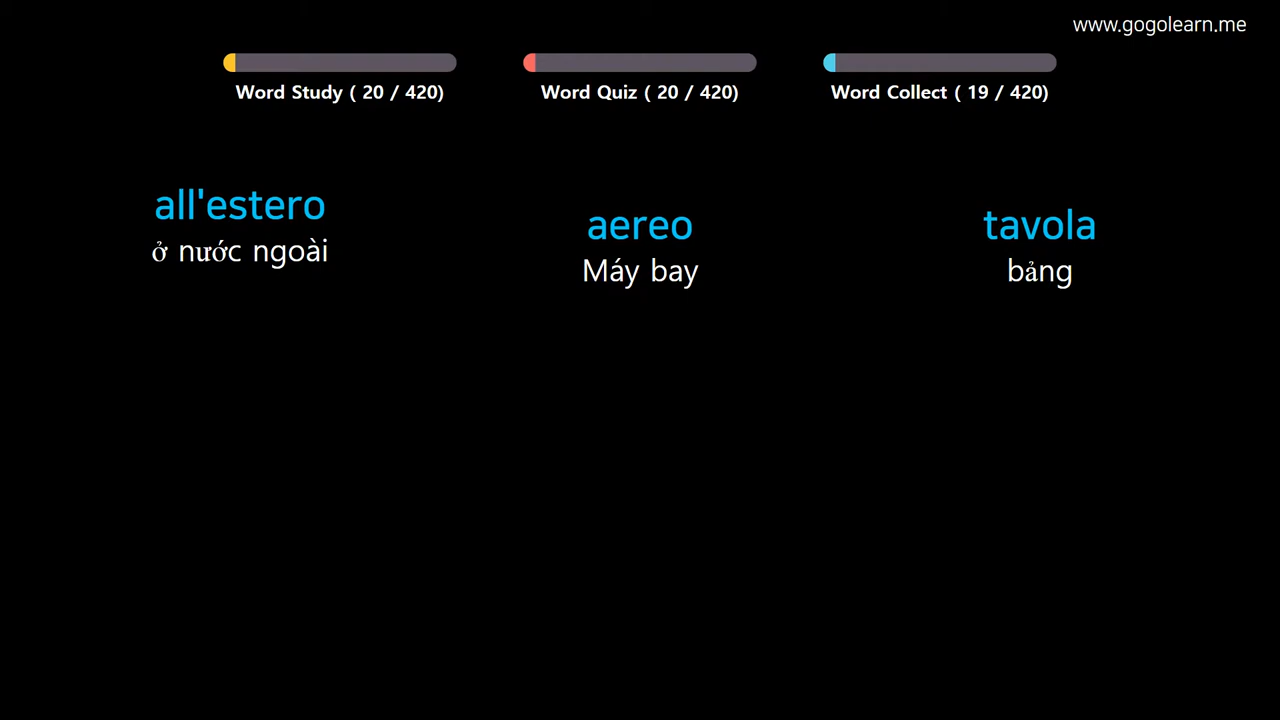 www.gogolearn.me
Word Study ( 20 / 420)
Word Quiz ( 20 / 420)
Word Collect ( 19 / 420)
all'estero
ở nước ngoài
aereo
Máy bay
tavola
bảng